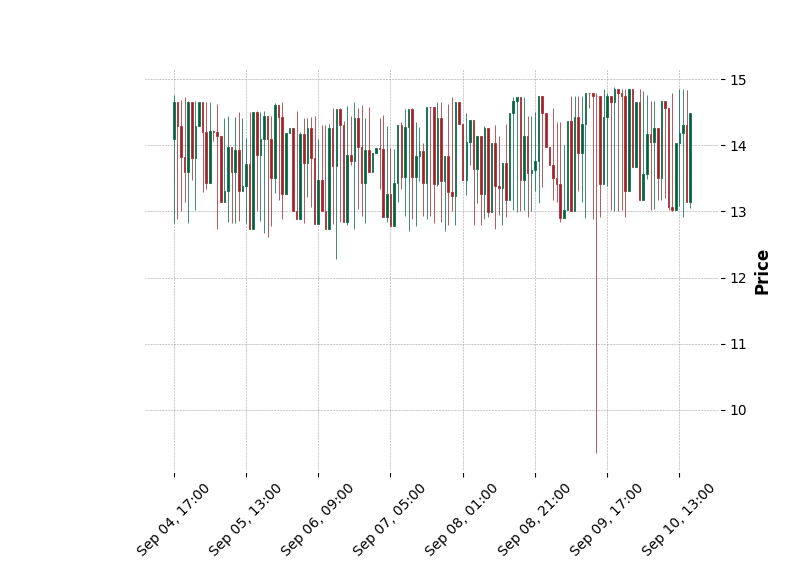 15
14
13
12
11
10
Price
Sep 04, 17:00
Sep 05, 13:00
Sep 06, 09:00
Sep 07, 05:00
Sep 08, 01:00
Sep 08, 21:00
Sep 09, 17:00
Sep 10, 13:00